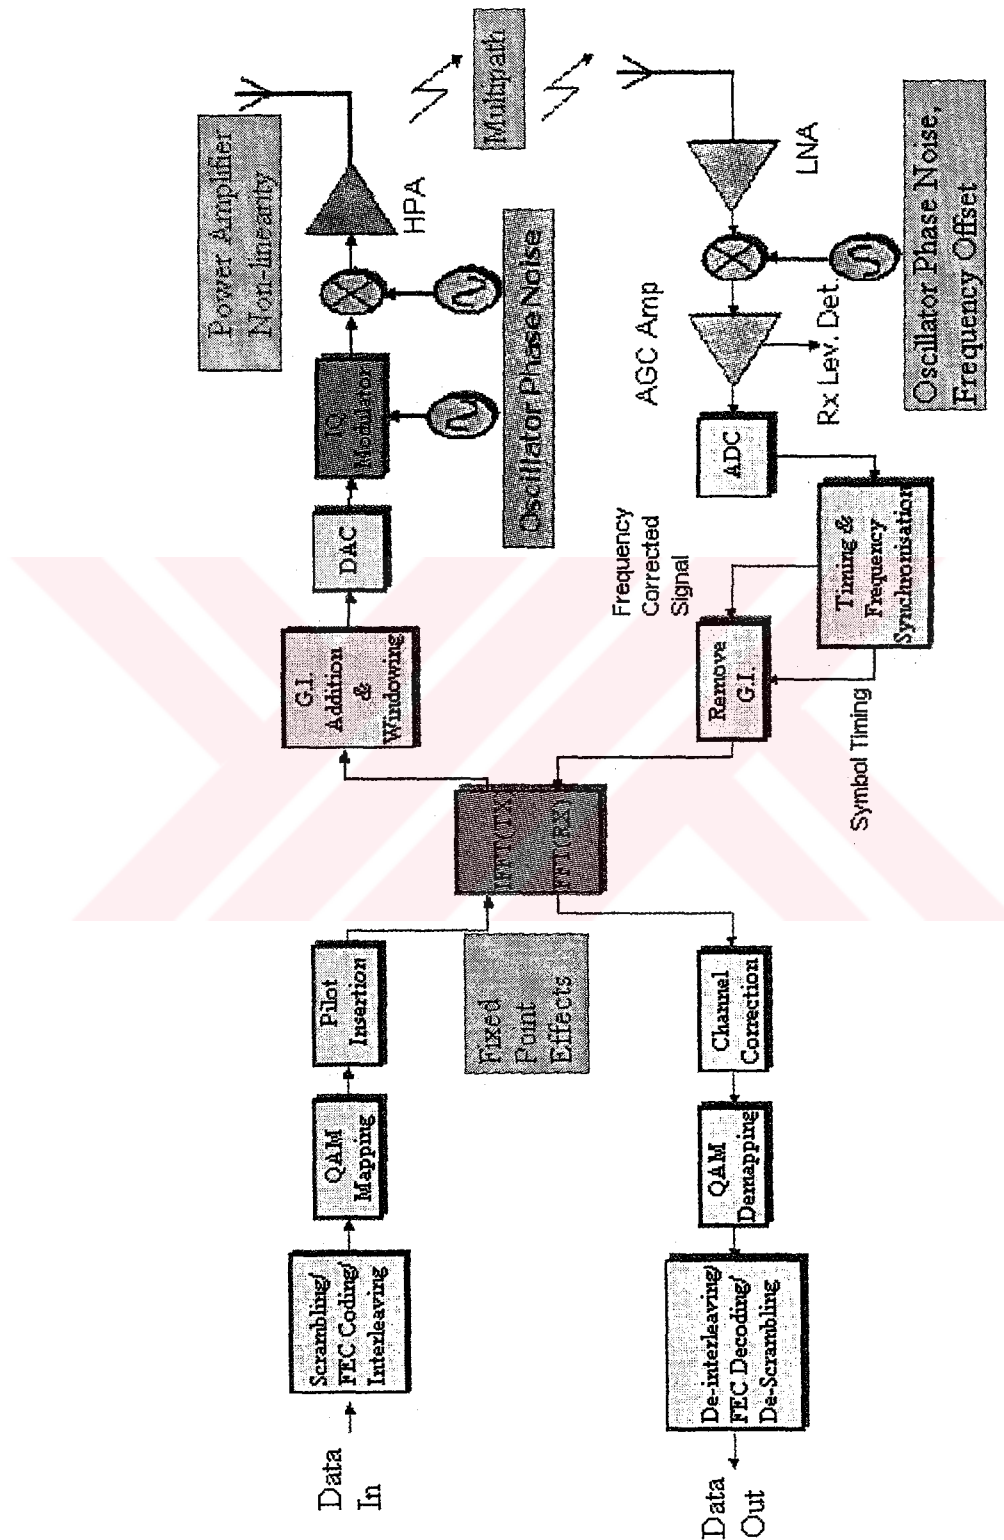 Data
In
Scrambling/
FEC Coding/
Interleaving
QAM
Mapping
Pilot
Insertion
Fixed
Point
Effects
IFFT(TX)
FFT(RX)
G.I.
Addition
&
Windowing
DAC
IQ
Modulator
Oscillator Phase Noise
HPA
Power Amplifier
Non-linearity
Multipath
LNA
Oscillator Phase Noise,
Frequency Offset
AGC Amp
Rx Lev. Det.
ADC
Timing &
Frequency
Synchronisation
Frequency
Corrected
Signal
Symbol Timing
Remove
G.I.
Channel
Correction
QAM
Demapping
De-interleaving/
FEC Decoding/
De-Scrambling
Data
Out